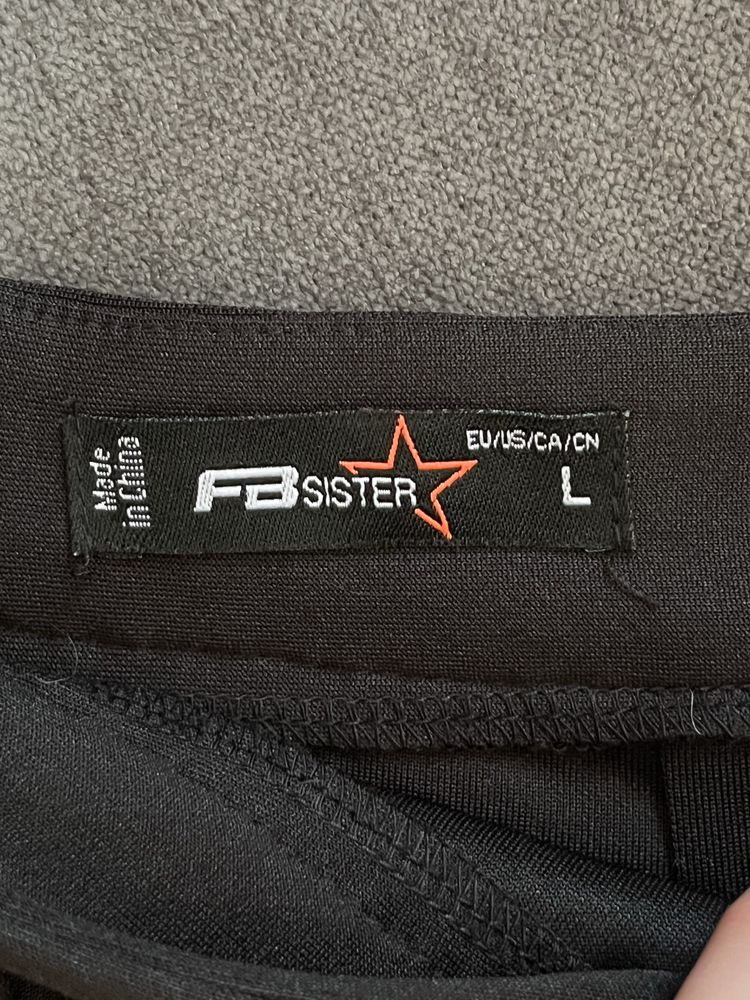 Made
in China
FB SISTER
EU/US/CA/CN
L